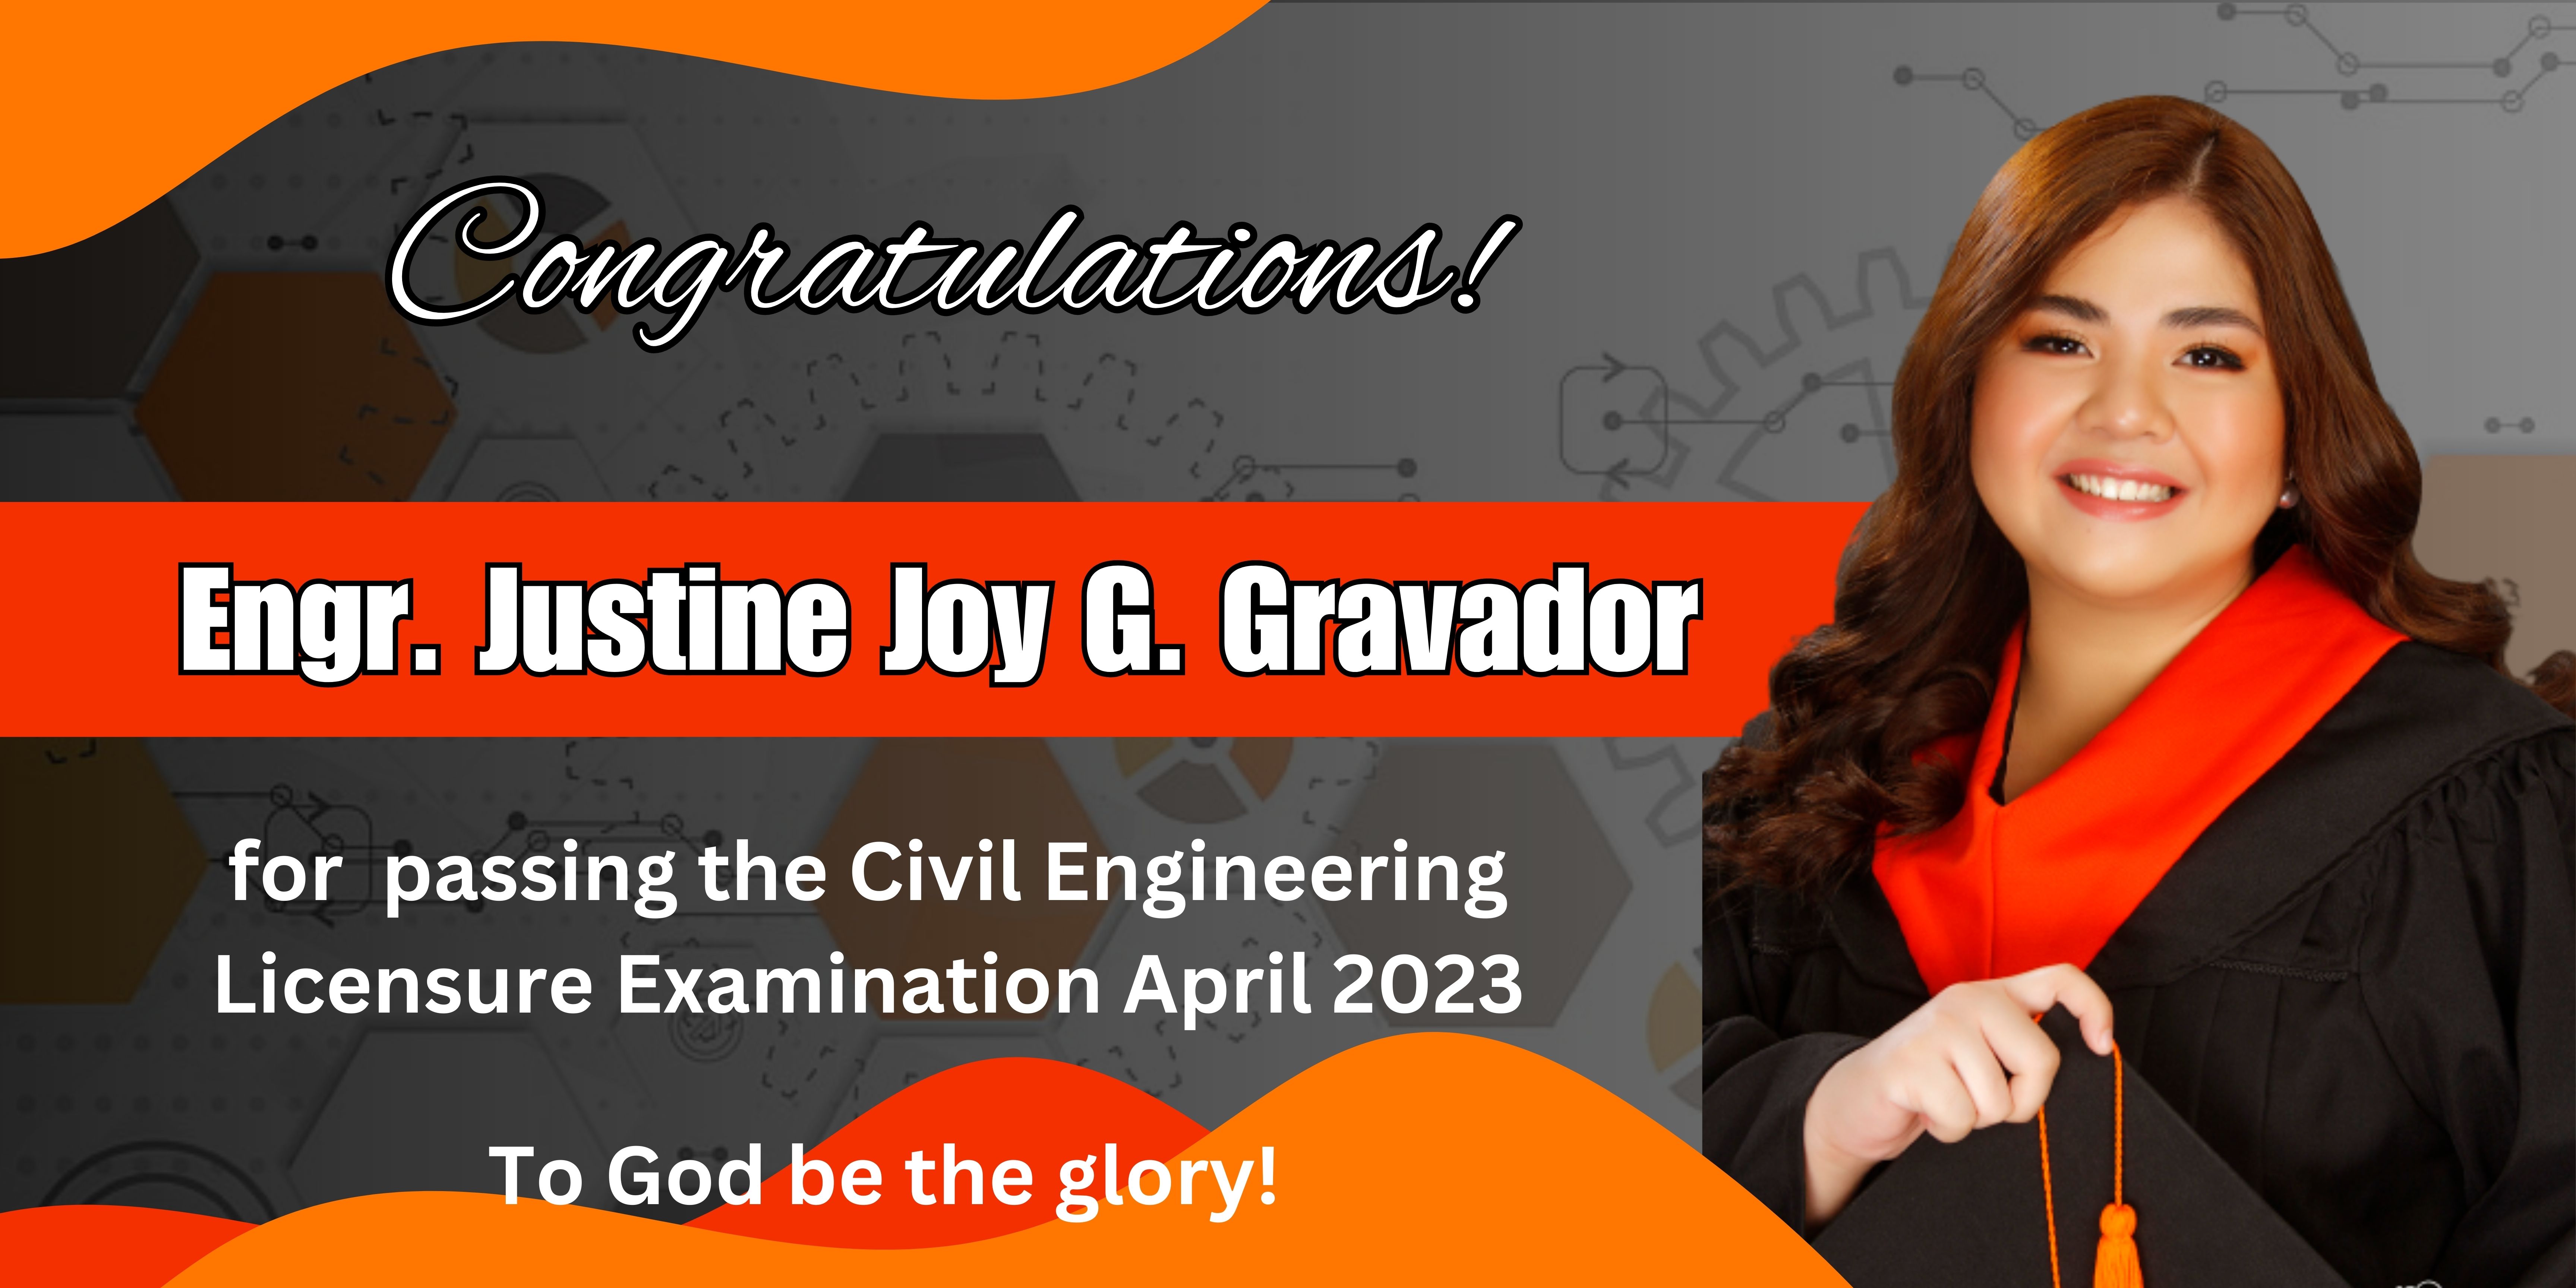 Congratulations!
Engr. Justine Joy G. Gravador
for passing the Civil Engineering
Licensure Examination April 2023
To God be the glory!